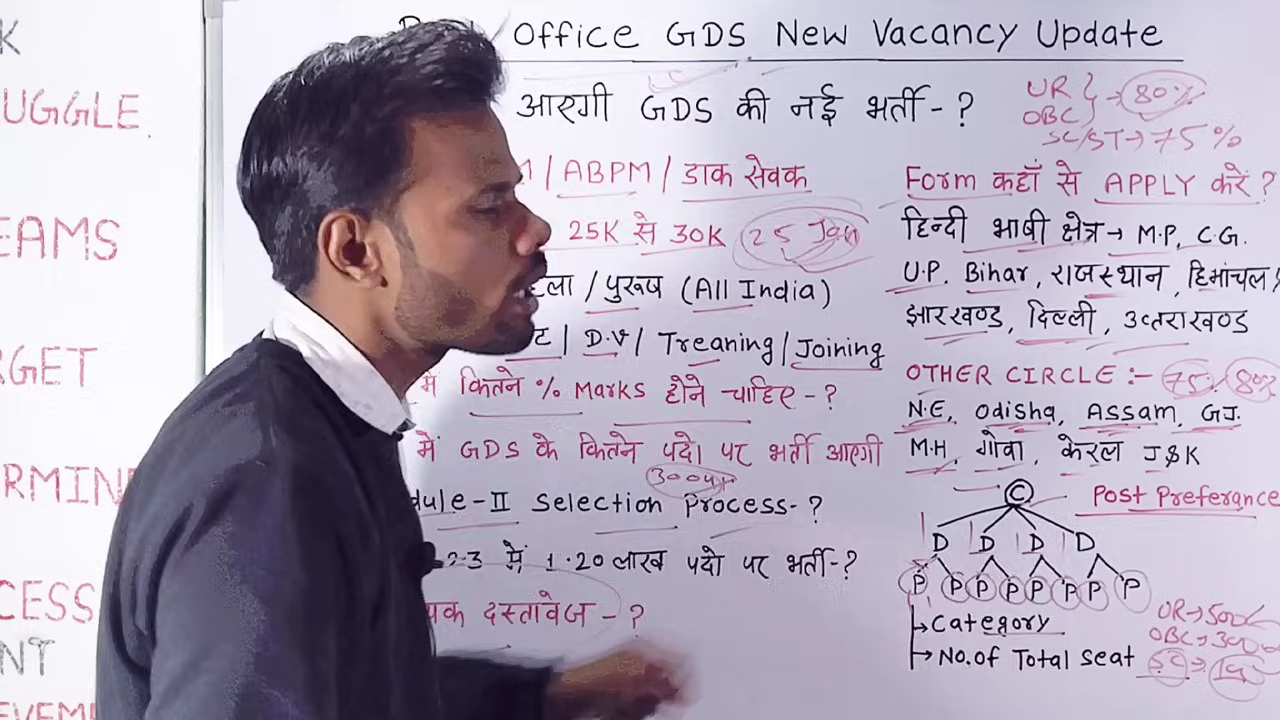 K
UGGLE
EAMS
RGET
ERMIN
CESS
NT
EVEM
Office GDS New Vacancy Update
आएगी GDS की नई भर्ती - ?
UR
OBC } → 80%
SC/ST → 75%
/ ABPM / डाक सेवक
25K से 30K
25 Jan
/ पुरूष (All India)
/ D.V / Treaning / Joining
में कितने % Marks होने चाहिए - ?
में GDS के कितने पदो पर भर्ती आएगी
dule-II Selection Process - ?
में 1.20 लाख पदो पर भर्ती - ?
दस्तावेज - ?
Form कहाँ से APPLY करें ?
हिन्दी भाषी क्षेत्र → M.P, C.G.
U.P. Bihar, राजस्थान, हिमांचल,
झारखण्ड, दिल्ली, उत्तराखण्ड
OTHER CIRCLE :- 75. 80%
N.E, Odisha, Assam, GJ.
M.H, गोवा, केरल J$K
C
Post Preferance
D D D D
P P P P P P P
→ Category
→ No. of Total Seat